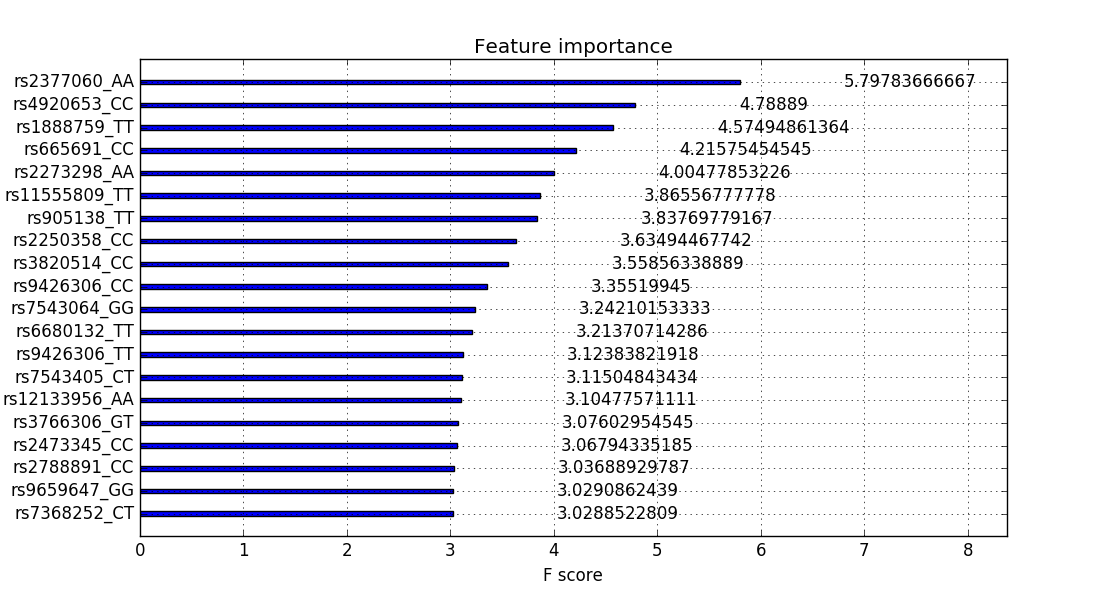 Feature importance
rs2377060_AA 5.79783666667
rs4920653_CC 4.78889
rs1888759_TT 4.57494861364
rs665691_CC 4.21575454545
rs2273298_AA 4.00477853226
rs11555809_TT 3.86556777778
rs905138_TT 3.83769779167
rs2250358_CC 3.63494467742
rs3820514_CC 3.55856338889
rs9426306_CC 3.35519945
rs7543064_GG 3.24210153333
rs6680132_TT 3.21370714286
rs9426306_TT 3.12383821918
rs7543405_CT 3.11504843434
rs12133956_AA 3.10477571111
rs3766306_GT 3.07602954545
rs2473345_CC 3.06794335185
rs2788891_CC 3.03688929787
rs9659647_GG 3.0290862439
rs7368252_CT 3.0288522809
0 1 2 3 4 5 6 7 8
F score